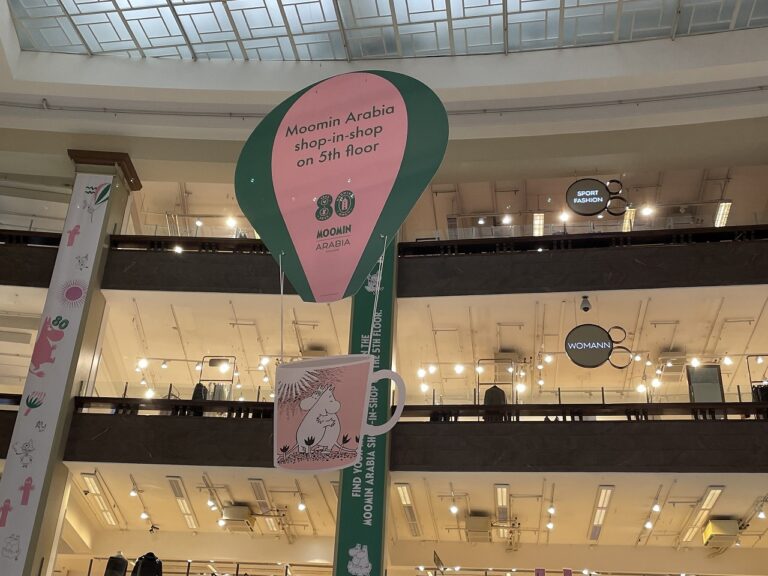 Moomin Arabia
shop-in-shop
on 5th floor
80
MOOMIN
ARABIA
SPORT
FASHION
WOMANN
80
FIND YOUR
MOOMIN ARABIA SHOP-IN-SHOP ON THE 5TH FLOOR.